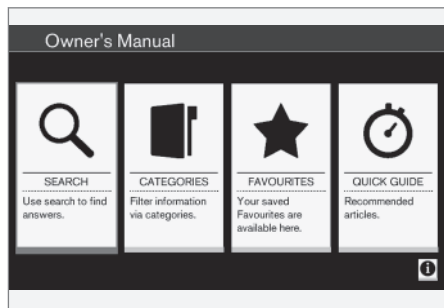 Owner's Manual
SEARCH
Use search to find
answers.
CATEGORIES
Filter information
via categories.
FAVOURITES
Your saved
Favourites are
available here.
QUICK GUIDE
Recommended
articles.
i